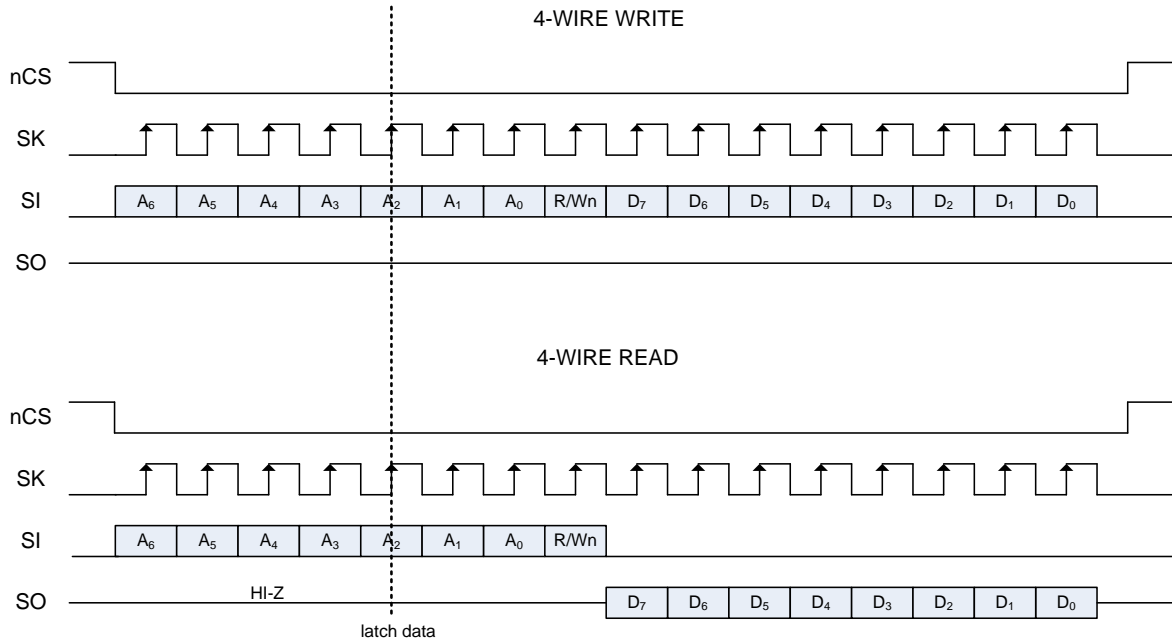 4-WIRE WRITE
nCS
SK
SI A₆ A₅ A₄ A₃ A₂ A₁ A₀ R/Wn D₇ D₆ D₅ D₄ D₃ D₂ D₁ D₀
SO
4-WIRE READ
nCS
SK
SI A₆ A₅ A₄ A₃ A₂ A₁ A₀ R/Wn
SO HI-Z D₇ D₆ D₅ D₄ D₃ D₂ D₁ D₀
latch data